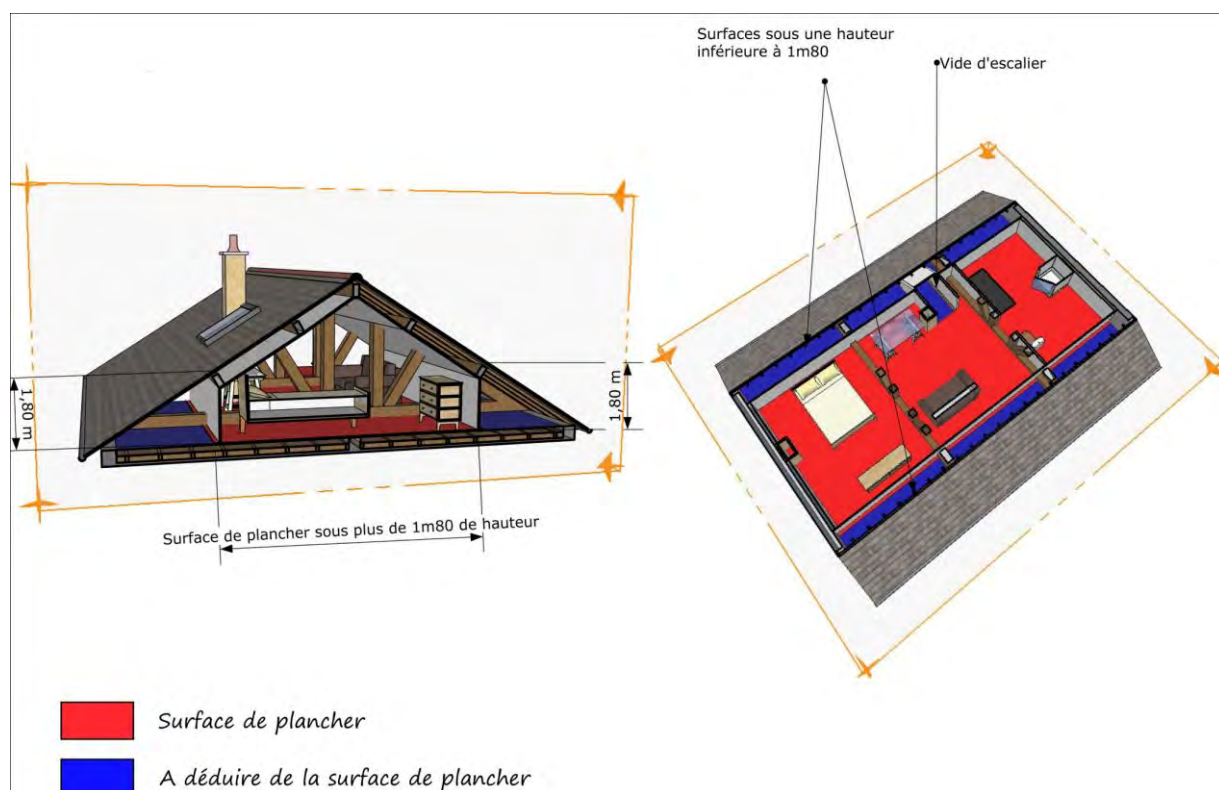 Surfaces sous une hauteur
inférieure à 1m80
Vide d'escalier
1,80 m
1,80 m
Surface de plancher sous plus de 1m80 de hauteur
Surface de plancher
A déduire de la surface de plancher